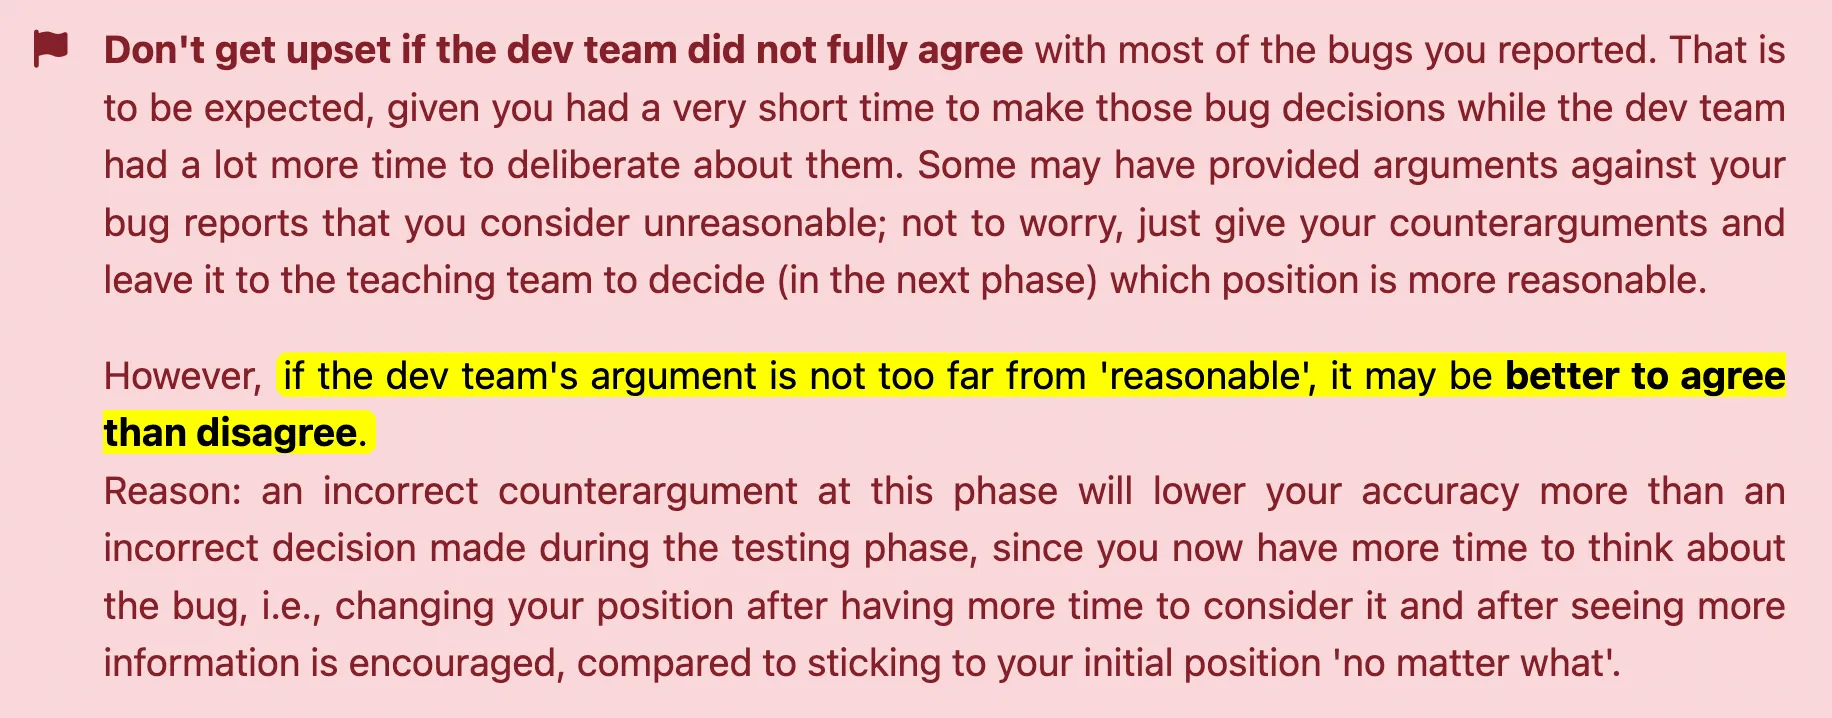 Don't get upset if the dev team did not fully agree with most of the bugs you reported. That is
to be expected, given you had a very short time to make those bug decisions while the dev team
had a lot more time to deliberate about them. Some may have provided arguments against your
bug reports that you consider unreasonable; not to worry, just give your counterarguments and
leave it to the teaching team to decide (in the next phase) which position is more reasonable.
However, if the dev team's argument is not too far from 'reasonable', it may be better to agree
than disagree.
Reason: an incorrect counterargument at this phase will lower your accuracy more than an
incorrect decision made during the testing phase, since you now have more time to think about
the bug, i.e., changing your position after having more time to consider it and after seeing more
information is encouraged, compared to sticking to your initial position 'no matter what'.